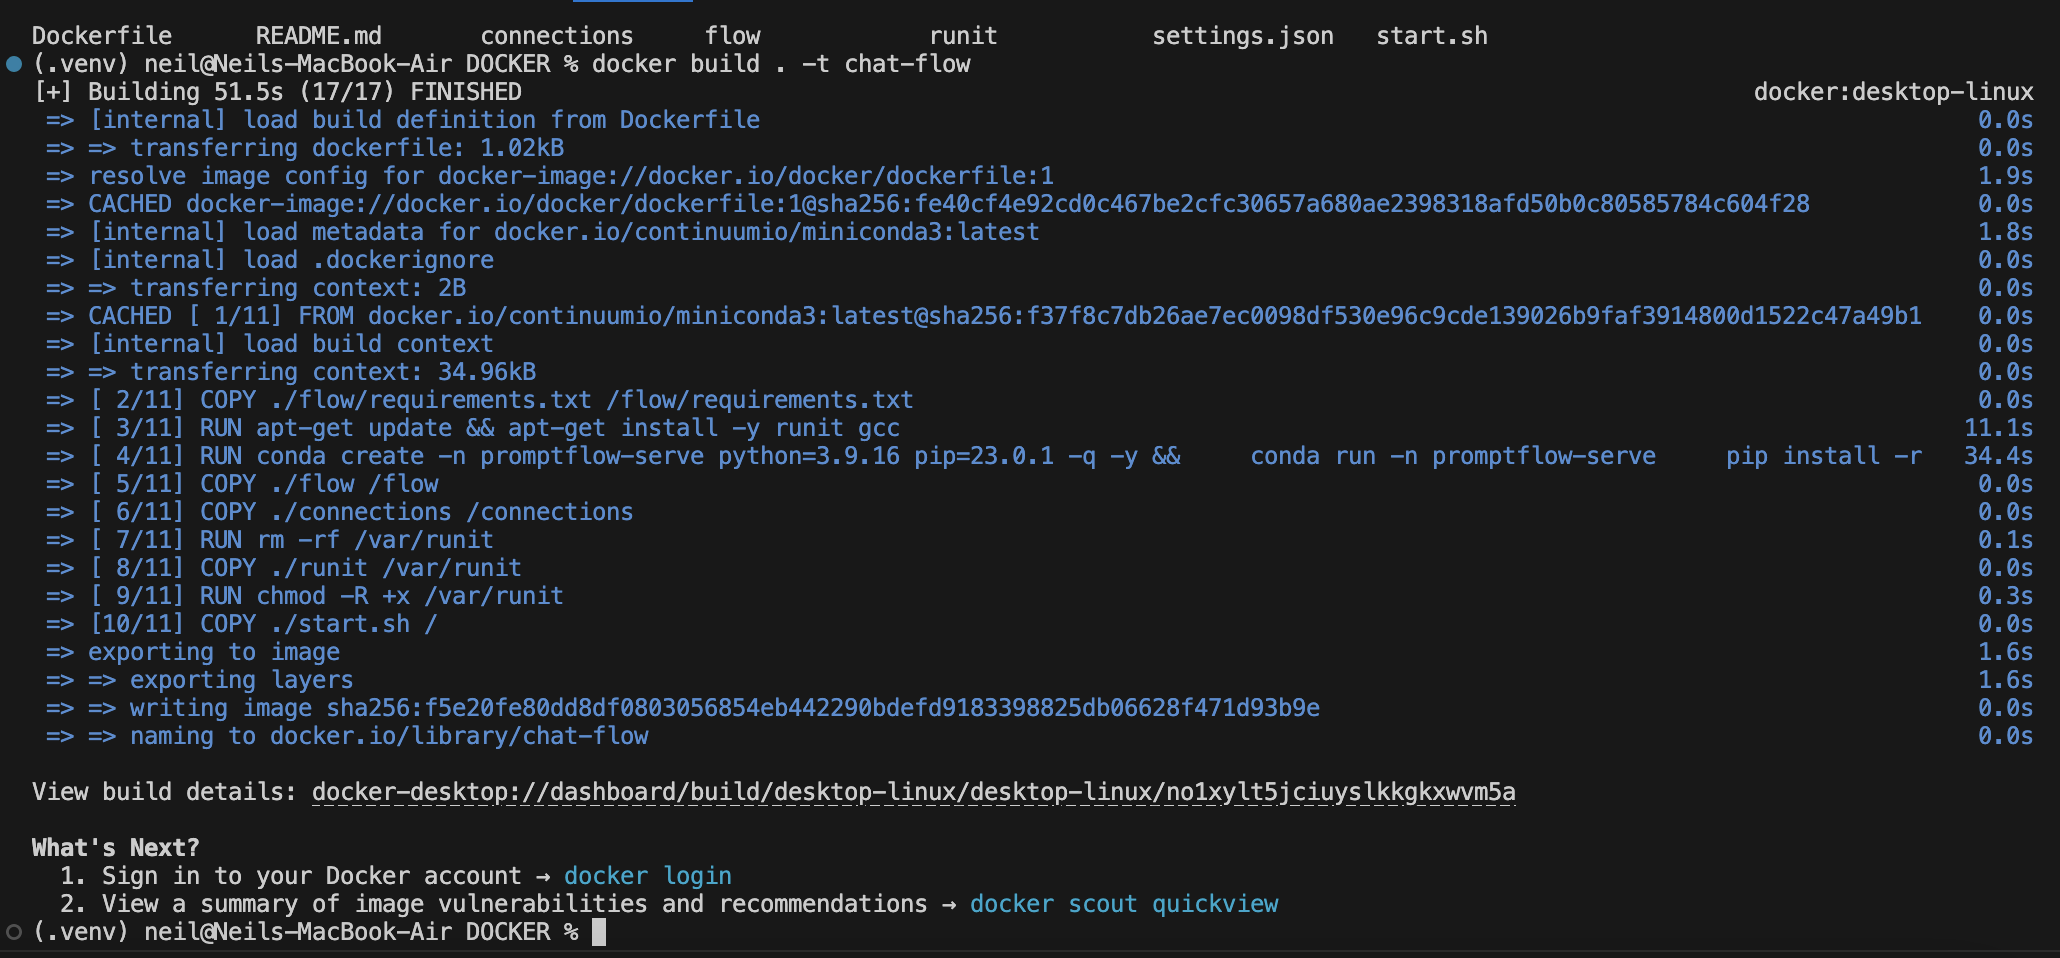 Dockerfile README.md connections flow runit settings.json start.sh
(.venv) neil@Neils-MacBook-Air DOCKER % docker build . -t chat-flow
[+] Building 51.5s (17/17) FINISHED docker:desktop-linux
=> [internal] load build definition from Dockerfile 0.0s
=> => transferring dockerfile: 1.02kB 0.0s
=> resolve image config for docker-image://docker.io/docker/dockerfile:1 1.9s
=> CACHED docker-image://docker.io/docker/dockerfile:1@sha256:fe40cf4e92cd0c467be2cfc30657a680ae2398318afd50b0c80585784c604f28 0.0s
=> [internal] load metadata for docker.io/continuumio/miniconda3:latest 1.8s
=> [internal] load .dockerignore 0.0s
=> => transferring context: 2B 0.0s
=> CACHED [ 1/11] FROM docker.io/continuumio/miniconda3:latest@sha256:f37f8c7db26ae7ec0098df530e96c9cde139026b9faf3914800d1522c47a49b1 0.0s
=> [internal] load build context 0.0s
=> => transferring context: 34.96kB 0.0s
=> [ 2/11] COPY ./flow/requirements.txt /flow/requirements.txt 0.0s
=> [ 3/11] RUN apt-get update && apt-get install -y runit gcc 11.1s
=> [ 4/11] RUN conda create -n promptflow-serve python=3.9.16 pip=23.0.1 -q -y && conda run -n promptflow-serve pip install -r 34.4s
=> [ 5/11] COPY ./flow /flow 0.0s
=> [ 6/11] COPY ./connections /connections 0.0s
=> [ 7/11] RUN rm -rf /var/runit 0.1s
=> [ 8/11] COPY ./runit /var/runit 0.0s
=> [ 9/11] RUN chmod -R +x /var/runit 0.3s
=> [10/11] COPY ./start.sh / 0.0s
=> exporting to image 1.6s
=> => exporting layers 1.6s
=> => writing image sha256:f5e20fe80dd8df0803056854eb442290bdefd9183398825db06628f471d93b9e 0.0s
=> => naming to docker.io/library/chat-flow 0.0s
View build details: docker-desktop://dashboard/build/desktop-linux/desktop-linux/no1xylt5jciuyslkkgkxwvm5a
What's Next?
1. Sign in to your Docker account → docker login
2. View a summary of image vulnerabilities and recommendations → docker scout quickview
(.venv) neil@Neils-MacBook-Air DOCKER %